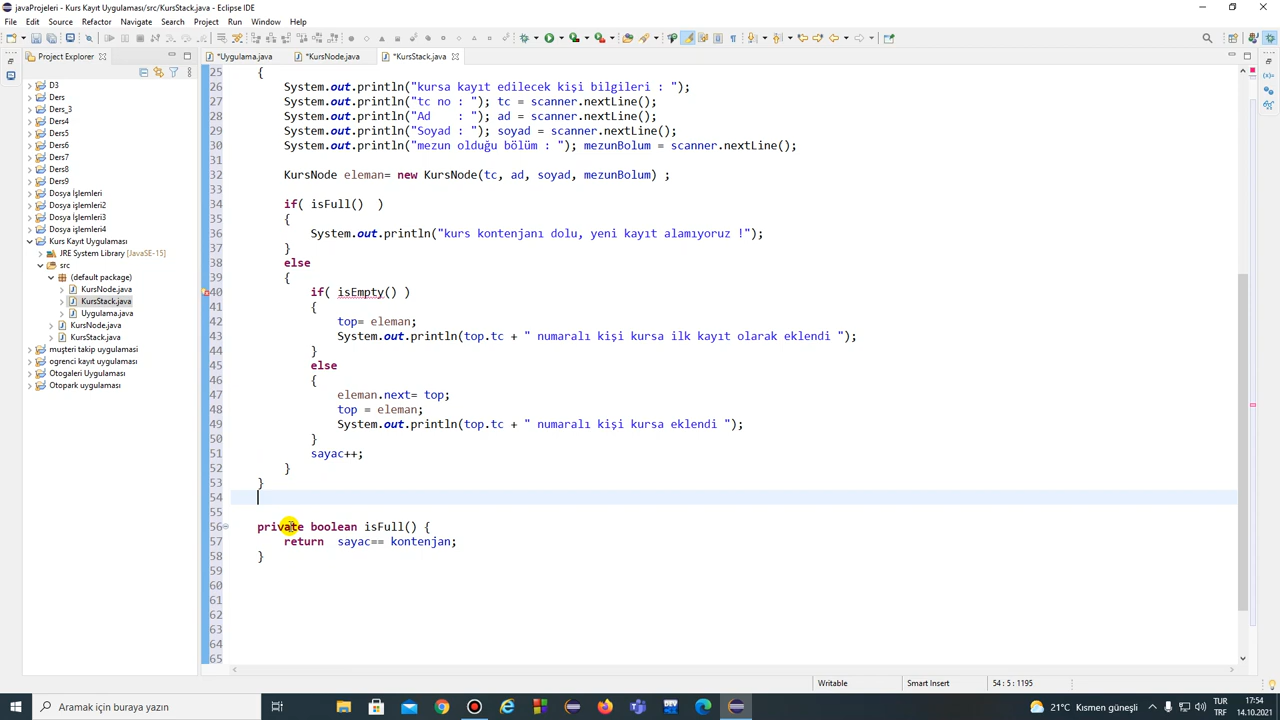 javaProjeleri - Kurs Kayıt Uygulaması/src/KursStack.java - Eclipse IDE
File Edit Source Refactor Navigate Search Project Run Window Help
Project Explorer
*Uygulama.java *KursNode.java *KursStack.java
D3
Ders
Ders_3
Ders4
Ders5
Ders6
Ders7
Ders8
Ders9
Dosya İşlemleri
Dosya işlemleri2
Dosya işlemleri3
Dosya işlemleri4
Kurs Kayıt Uygulaması
JRE System Library [JavaSE-15]
src
(default package)
KursNode.java
KursStack.java
Uygulama.java
KursNode.java
KursStack.java
muşteri takip uygulamasi
ogrenci kayıt uygulaması
Otogaleri Uygulaması
Otopark uygulaması
25 {
26 System.out.println("kursa kayıt edilecek kişi bilgileri : ");
27 System.out.println("tc no : "); tc = scanner.nextLine();
28 System.out.println("Ad    : "); ad = scanner.nextLine();
29 System.out.println("Soyad : "); soyad = scanner.nextLine();
30 System.out.println("mezun olduğu bölüm : "); mezunBolum = scanner.nextLine();
31
32 KursNode eleman= new KursNode(tc, ad, soyad, mezunBolum) ;
33
34 if( isFull()  )
35 {
36 System.out.println("kurs kontenjanı dolu, yeni kayıt alamıyoruz !");
37 }
38 else
39 {
40 if( isEmpty() )
41 {
42 top= eleman;
43 System.out.println(top.tc + " numaralı kişi kursa ilk kayıt olarak eklendi ");
44 }
45 else
46 {
47 eleman.next= top;
48 top = eleman;
49 System.out.println(top.tc + " numaralı kişi kursa eklendi ");
50 }
51 sayac++;
52 }
53 }
54
55
56 private boolean isFull() {
57 return  sayac== kontenjan;
58 }
59
60
61
62
63
64
65
Writable Smart Insert 54 : 5 : 1195
Aramak için buraya yazın
DEV
21°C Kısmen güneşli
TUR
TRF
17:54
14.10.2021